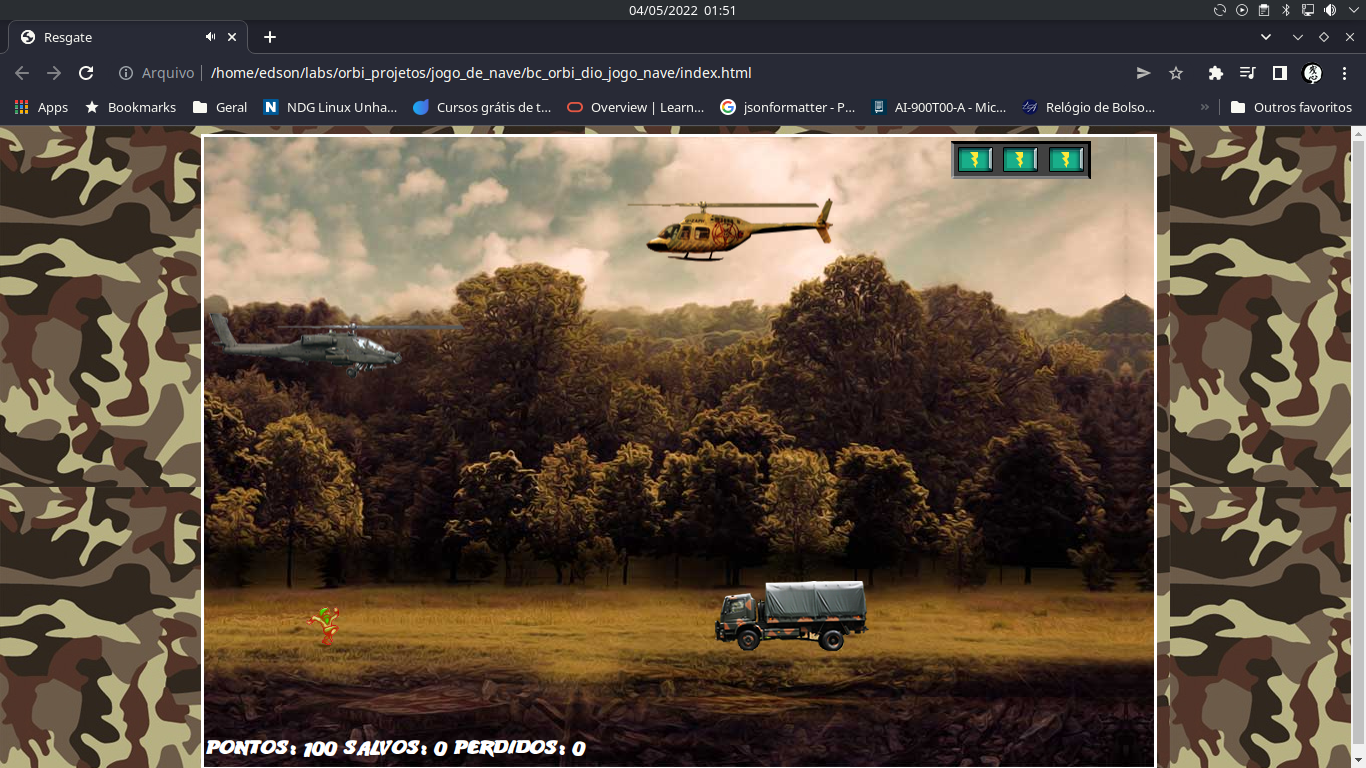 04/05/2022 01:51
Resgate
Arquivo /home/edson/labs/orbi_projetos/jogo_de_nave/bc_orbi_dio_jogo_nave/index.html
Apps Bookmarks Geral NDG Linux Unha... Cursos grátis de t... Overview | Learn... jsonformatter - P... AI-900T00-A - Mic... Relógio de Bolso... » Outros favoritos
PONTOS: 100 SALVOS: 0 PERDIDOS: 0